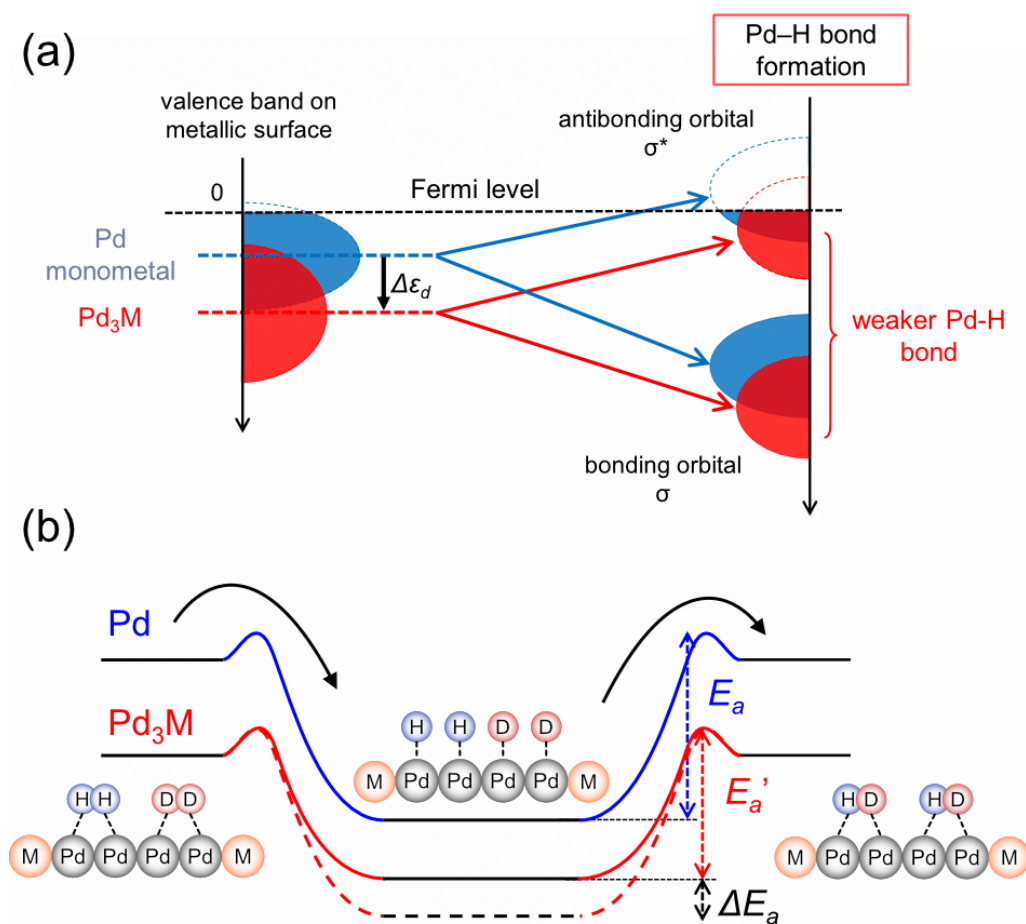 (a)
Pd–H bond
formation
valence band on
metallic surface
antibonding orbital
σ*
0
Fermi level
Pd
monometal
Δε_d
Pd₃M
weaker Pd-H
bond
bonding orbital
σ
(b)
Pd
E_a
Pd₃M
H H D D
M Pd Pd Pd Pd M
E_a'
H H D D
M Pd Pd Pd Pd M
H D H D
M Pd Pd Pd Pd M
ΔE_a